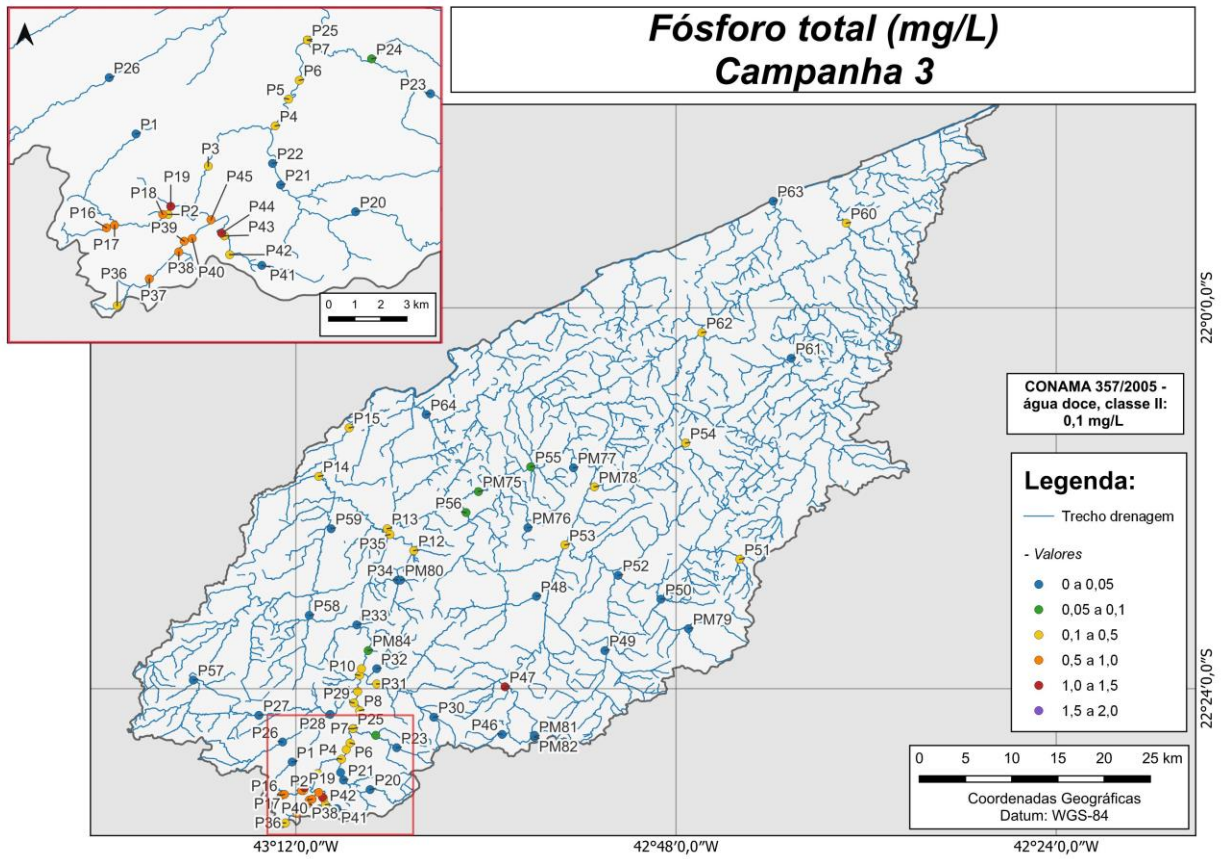 Fósforo total (mg/L)
Campanha 3
P25
P7
P24
P26
P6
P23
P5
P4
P1
P3
P22
P21
P19
P45
P18
P20
P16
P2
P44
P39
P43
P17
P42
P38
P40
P41
P36
P37
0 1 2 3 km
P63
P60
22°0'0,0"S
P62
P61
CONAMA 357/2005 -
água doce, classe II:
0,1 mg/L
P64
P15
P54
P55
PM77
P14
PM75
PM78
Legenda:
P56
Trecho drenagem
P59
P13
PM76
P35
P53
P12
P51
- Valores
P34
PM80
P52
0 a 0,05
P48
P50
0,05 a 0,1
P58
P33
PM79
0,1 a 0,5
PM84
P49
0,5 a 1,0
P10
P32
P57
P31
P47
1,0 a 1,5
22°24'0,0"S
P29
P8
1,5 a 2,0
P27
P28
P30
P25
P46
PM81
P26
P7
P23
PM82
P1
P4
P6
P21
0 5 10 15 20 25 km
P16
P2
P19
P20
P17
P42
Coordenadas Geográficas
P40
P38
P41
Datum: WGS-84
P36
43°12'0,0"W
42°48'0,0"W
42°24'0,0"W